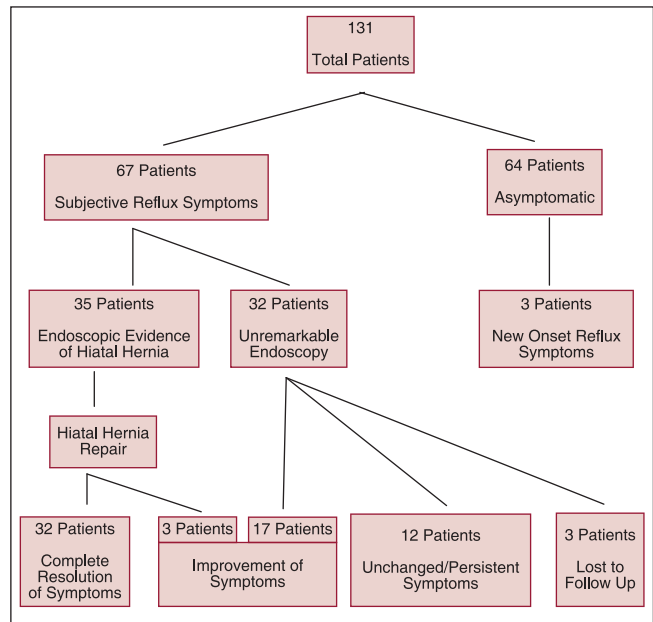 131
Total Patients
67 Patients
Subjective Reflux Symptoms
64 Patients
Asymptomatic
35 Patients
Endoscopic Evidence
of Hiatal Hernia
32 Patients
Unremarkable
Endoscopy
3 Patients
New Onset Reflux
Symptoms
Hiatal Hernia
Repair
32 Patients
Complete
Resolution
of Symptoms
3 Patients
17 Patients
Improvement of
Symptoms
12 Patients
Unchanged/Persistent
Symptoms
3 Patients
Lost to
Follow Up